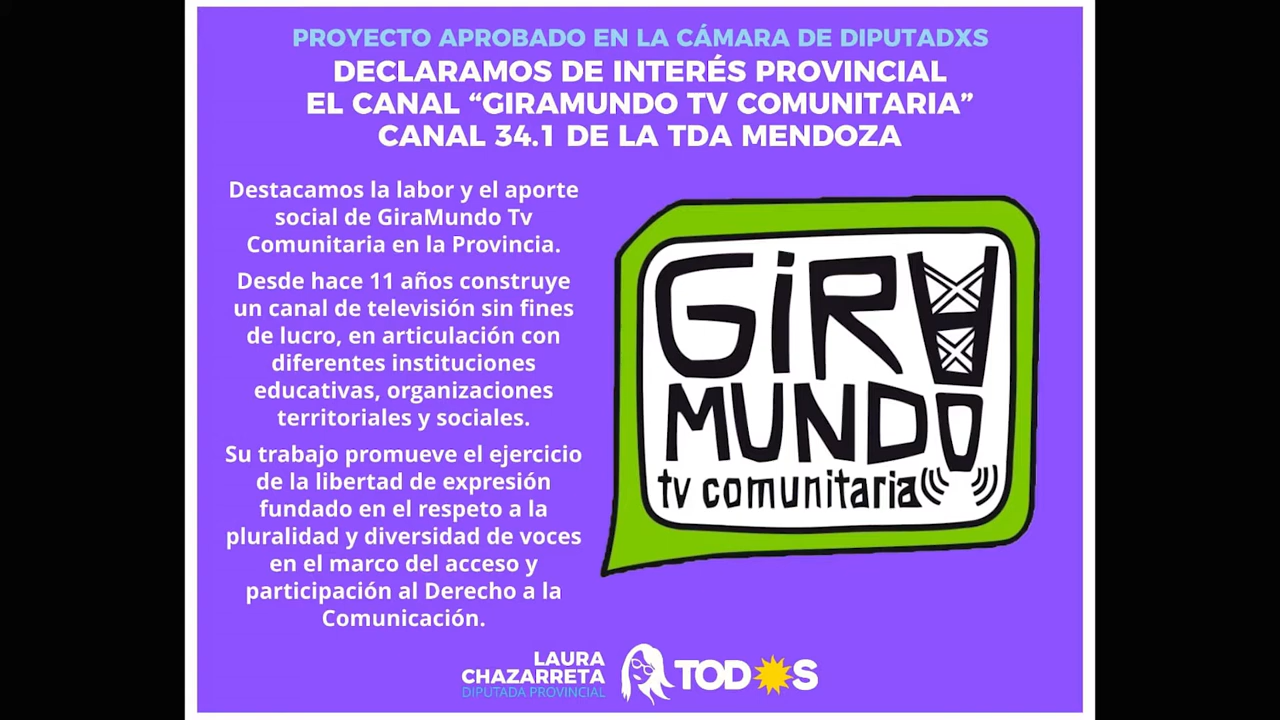 PROYECTO APROBADO EN LA CÁMARA DE DIPUTADXS
DECLARAMOS DE INTERÉS PROVINCIAL
EL CANAL “GIRAMUNDO TV COMUNITARIA”
CANAL 34.1 DE LA TDA MENDOZA
Destacamos la labor y el aporte
social de GiraMundo Tv
Comunitaria en la Provincia.
Desde hace 11 años construye
un canal de televisión sin fines
de lucro, en articulación con
diferentes instituciones
educativas, organizaciones
territoriales y sociales.
Su trabajo promueve el ejercicio
de la libertad de expresión
fundado en el respeto a la
pluralidad y diversidad de voces
en el marco del acceso y
participación al Derecho a la
Comunicación.
GiRA
MUNDO
tv comunitaria
LAURA
CHAZARRETA
DIPUTADA PROVINCIAL
TODOS